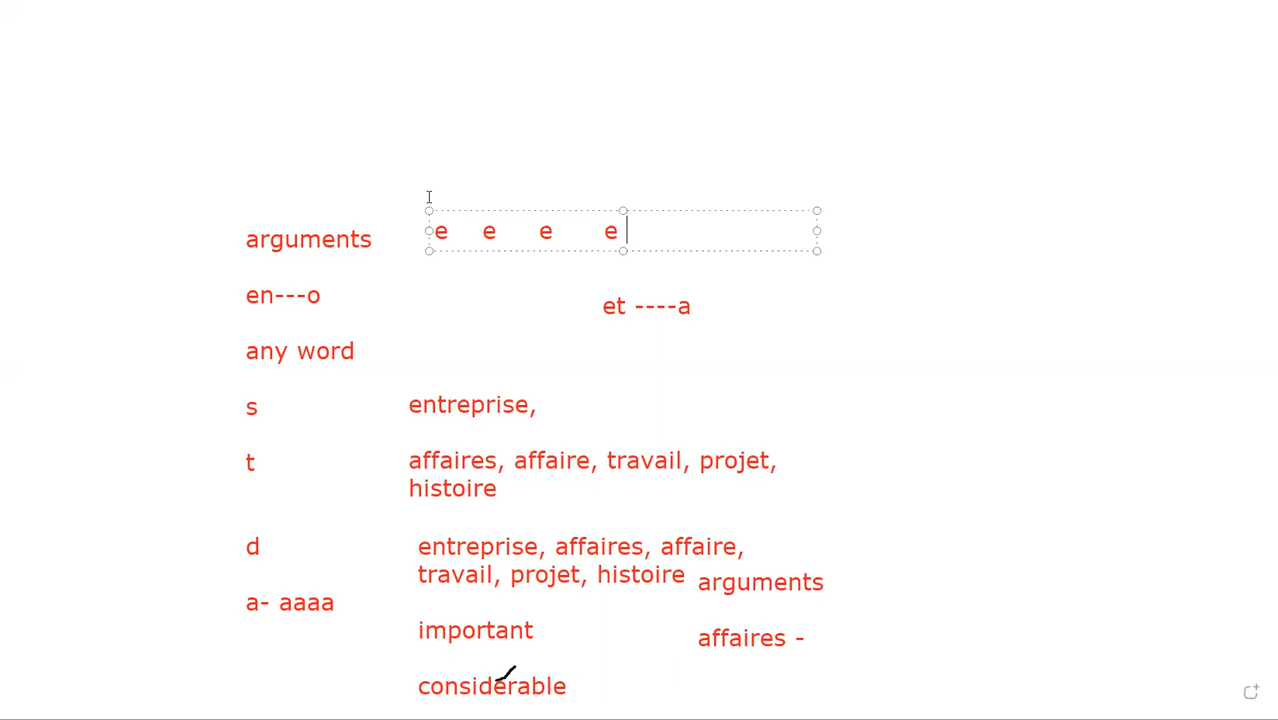 e e e e
arguments
en---o
et ----a
any word
s
entreprise,
t
affaires, affaire, travail, projet,
histoire
d
entreprise, affaires, affaire,
travail, projet, histoire
arguments
a- aaaa
important
affaires -
considérable